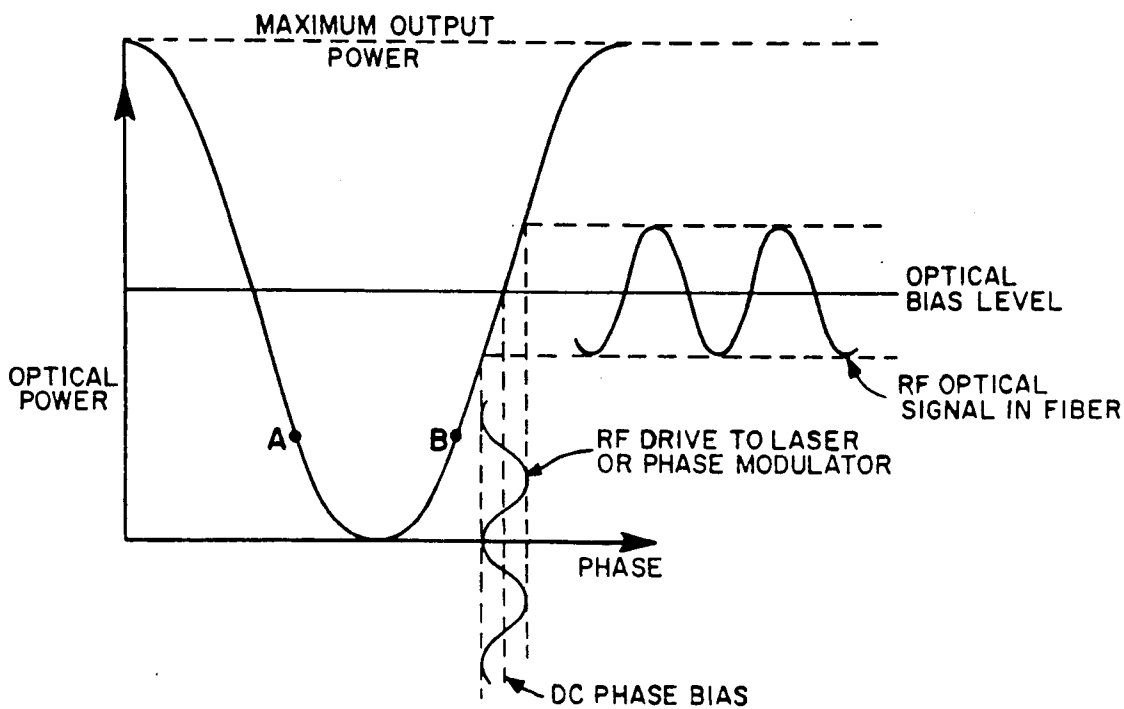 MAXIMUM OUTPUT
POWER
OPTICAL
BIAS LEVEL
OPTICAL
POWER
RF OPTICAL
SIGNAL IN FIBER
A
B
RF DRIVE TO LASER
OR PHASE MODULATOR
PHASE
DC PHASE BIAS